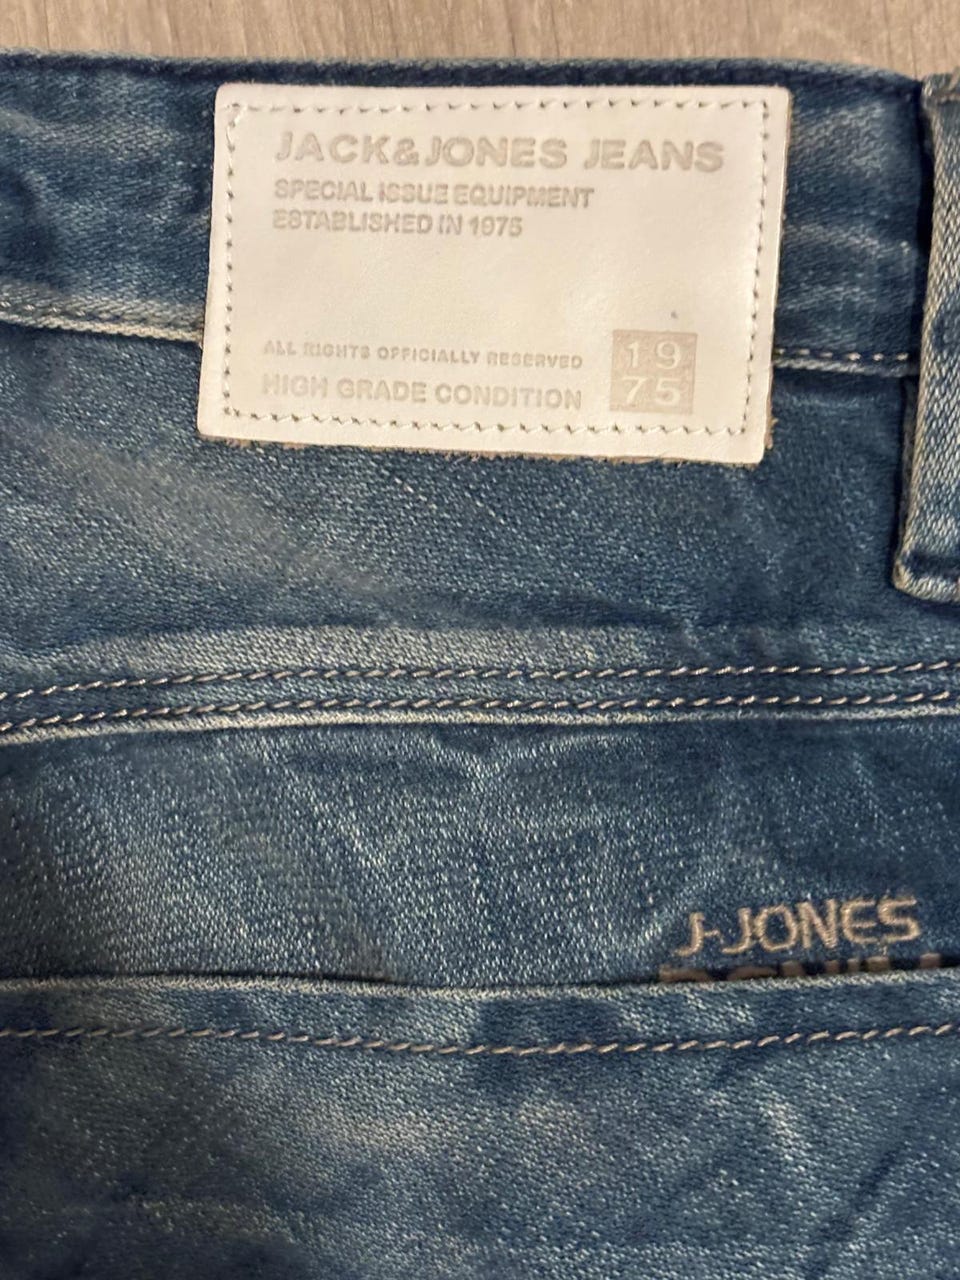 JACK&JONES JEANS
SPECIAL ISSUE EQUIPMENT
ESTABLISHED IN 1975
ALL RIGHTS OFFICIALLY RESERVED
HIGH GRADE CONDITION
19
75
J-JONES
DENIM